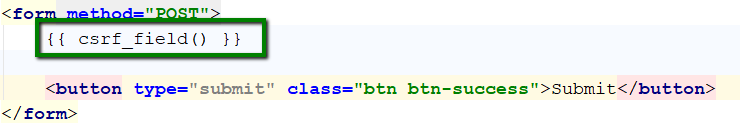 <form method="POST">
{{ csrf_field() }}
<button type="submit" class="btn btn-success">Submit</button>
</form>